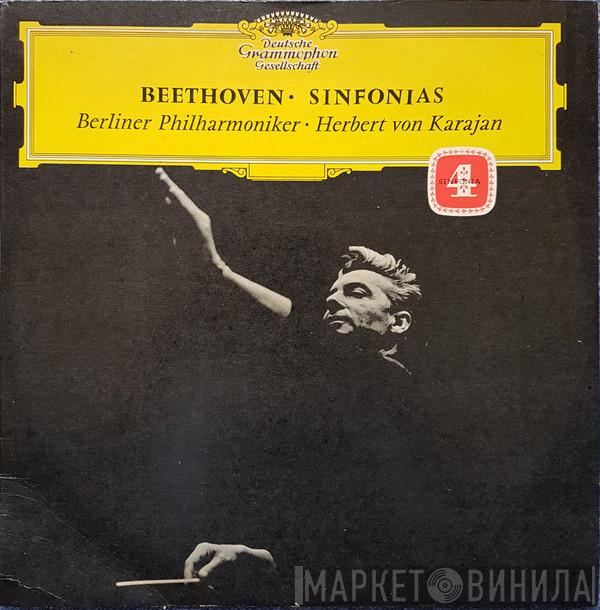 Deutsche
Grammophon
Gesellschaft
BEETHOVEN · SINFONIAS
Berliner Philharmoniker · Herbert von Karajan
4
SINFONIA
МАРКЕТ ВИНИЛА